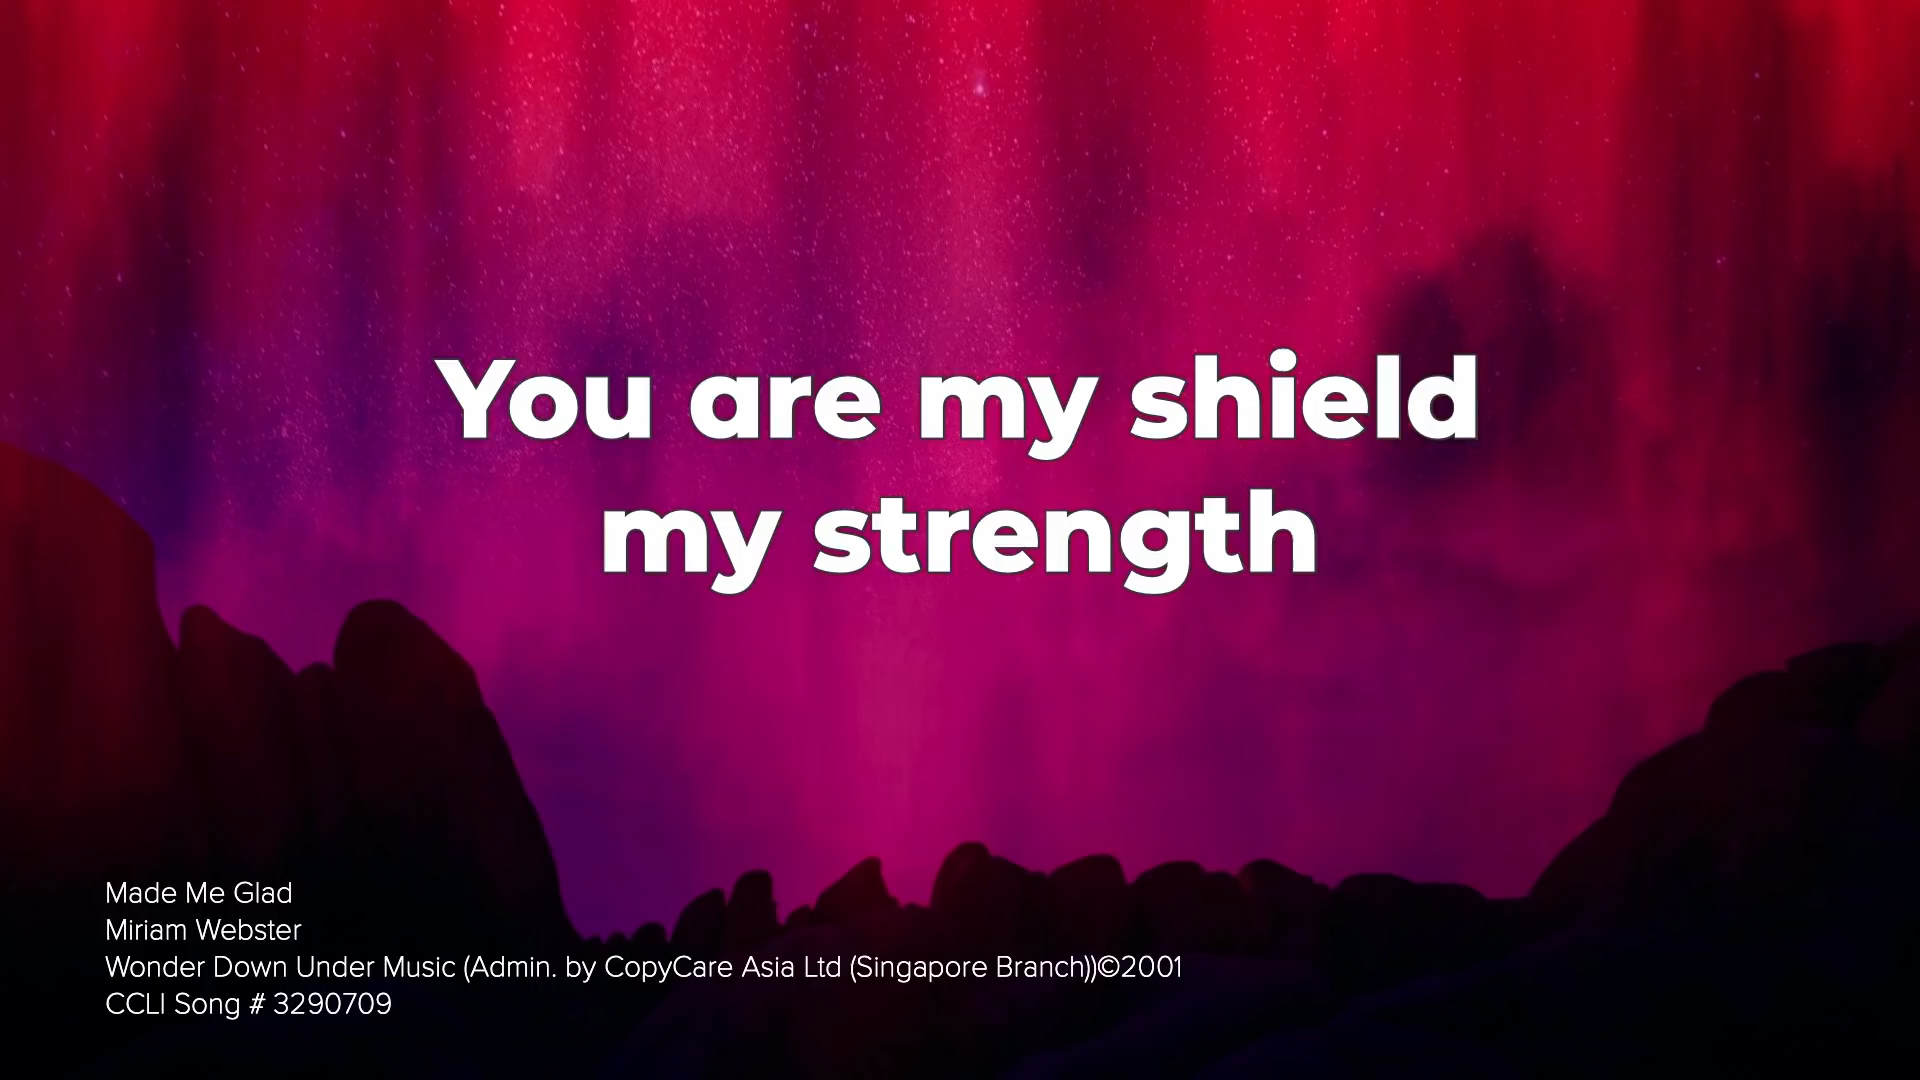 You are my shield
my strength
Made Me Glad
Miriam Webster
Wonder Down Under Music (Admin. by CopyCare Asia Ltd (Singapore Branch))©2001
CCLI Song # 3290709